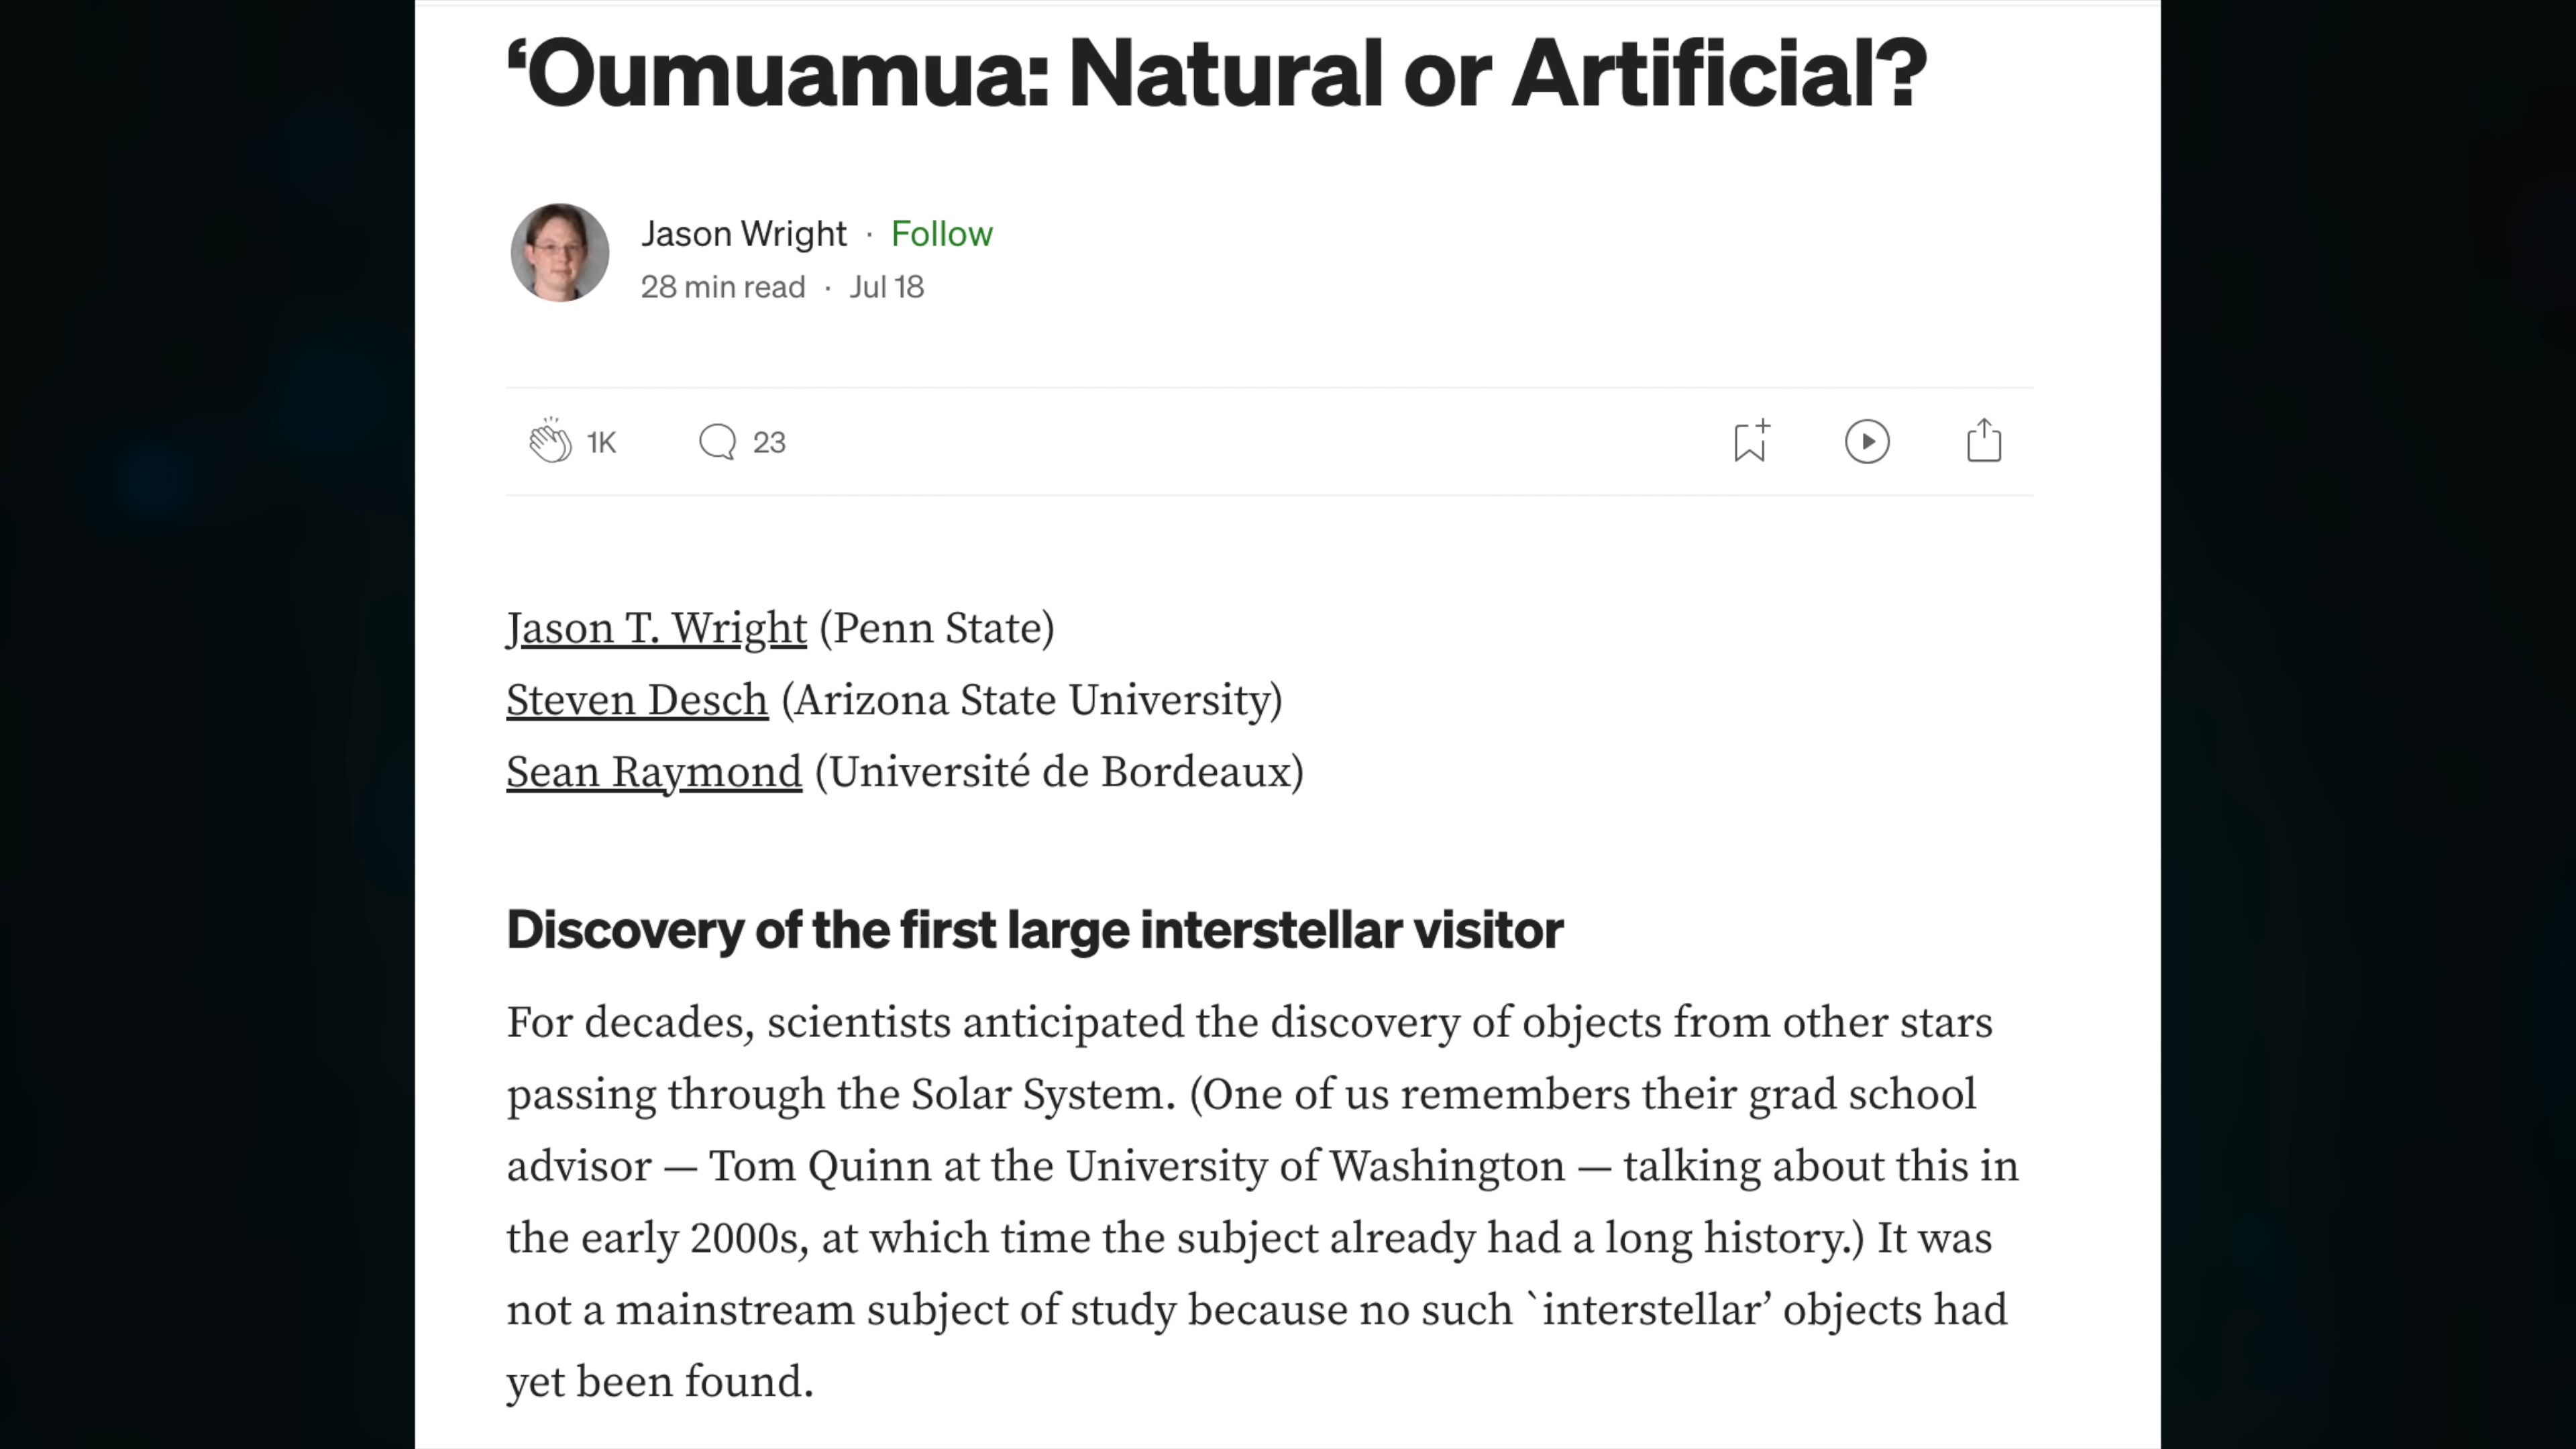 ‘Oumuamua: Natural or Artificial?
Jason Wright · Follow
28 min read · Jul 18
1K 23
Jason T. Wright (Penn State)
Steven Desch (Arizona State University)
Sean Raymond (Université de Bordeaux)
Discovery of the first large interstellar visitor
For decades, scientists anticipated the discovery of objects from other stars
passing through the Solar System. (One of us remembers their grad school
advisor — Tom Quinn at the University of Washington — talking about this in
the early 2000s, at which time the subject already had a long history.) It was
not a mainstream subject of study because no such `interstellar’ objects had
yet been found.